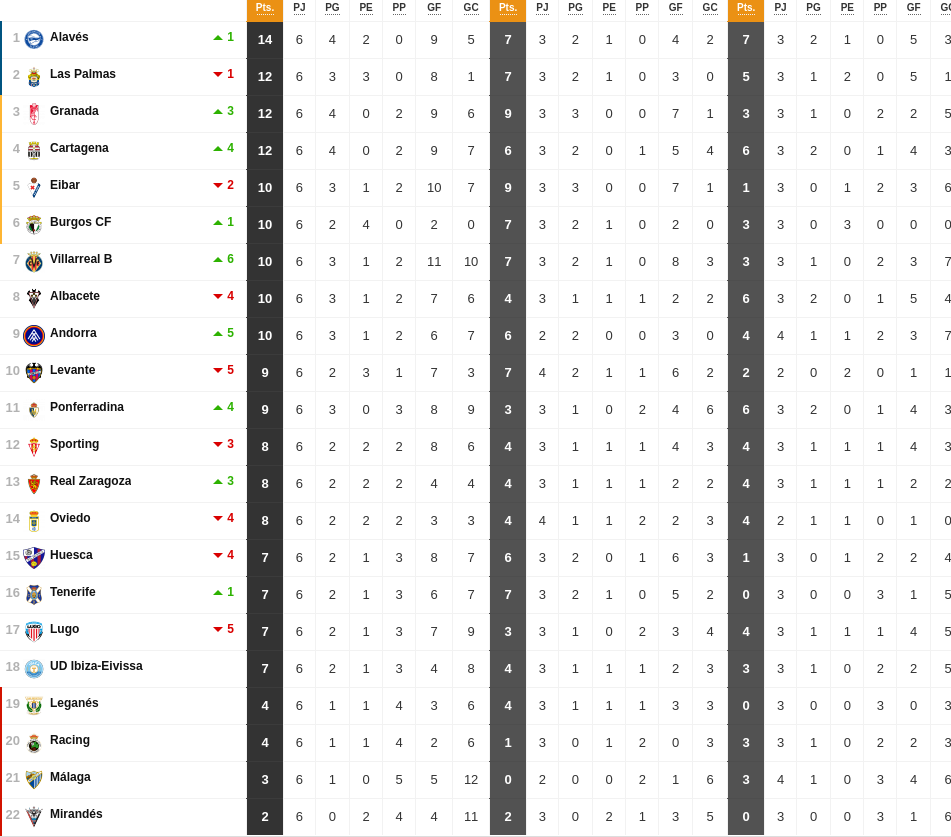 Pts. PJ PG PE PP GF GC Pts. PJ PG PE PP GF GC Pts. PJ PG PE PP GF GC
1 Alavés 1 14 6 4 2 0 9 5 7 3 2 1 0 4 2 7 3 2 1 0 5 3
2 Las Palmas 1 12 6 3 3 0 8 1 7 3 2 1 0 3 0 5 3 1 2 0 5 1
3 Granada 3 12 6 4 0 2 9 6 9 3 3 0 0 7 1 3 3 1 0 2 2 5
4 Cartagena 4 12 6 4 0 2 9 7 6 3 2 0 1 5 4 6 3 2 0 1 4 3
5 Eibar 2 10 6 3 1 2 10 7 9 3 3 0 0 7 1 1 3 0 1 2 3 6
6 Burgos CF 1 10 6 2 4 0 2 0 7 3 2 1 0 2 0 3 3 0 3 0 0 0
7 Villarreal B 6 10 6 3 1 2 11 10 7 3 2 1 0 8 3 3 3 1 0 2 3 7
8 Albacete 4 10 6 3 1 2 7 6 4 3 1 1 1 2 2 6 3 2 0 1 5 4
9 Andorra 5 10 6 3 1 2 6 7 6 2 2 0 0 3 0 4 4 1 1 2 3 7
10 Levante 5 9 6 2 3 1 7 3 7 4 2 1 1 6 2 2 2 0 2 0 1 1
11 Ponferradina 4 9 6 3 0 3 8 9 3 3 1 0 2 4 6 6 3 2 0 1 4 3
12 Sporting 3 8 6 2 2 2 8 6 4 3 1 1 1 4 3 4 3 1 1 1 4 3
13 Real Zaragoza 3 8 6 2 2 2 4 4 4 3 1 1 1 2 2 4 3 1 1 1 2 2
14 Oviedo 4 8 6 2 2 2 3 3 4 4 1 1 2 2 3 4 2 1 1 0 1 0
15 Huesca 4 7 6 2 1 3 8 7 6 3 2 0 1 6 3 1 3 0 1 2 2 4
16 Tenerife 1 7 6 2 1 3 6 7 7 3 2 1 0 5 2 0 3 0 0 3 1 5
17 Lugo 5 7 6 2 1 3 7 9 3 3 1 0 2 3 4 4 3 1 1 1 4 5
18 UD Ibiza-Eivissa 7 6 2 1 3 4 8 4 3 1 1 1 2 3 3 3 1 0 2 2 5
19 Leganés 4 6 1 1 4 3 6 4 3 1 1 1 3 3 0 3 0 0 3 0 3
20 Racing 4 6 1 1 4 2 6 1 3 0 1 2 0 3 3 3 1 0 2 2 3
21 Málaga 3 6 1 0 5 5 12 0 2 0 0 2 1 6 3 4 1 0 3 4 6
22 Mirandés 2 6 0 2 4 4 11 2 3 0 2 1 3 5 0 3 0 0 3 1 6